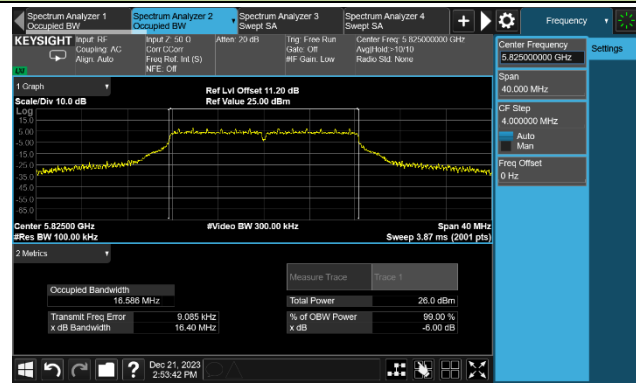 Spectrum Analyzer 1
Occupied BW
Spectrum Analyzer 2
Occupied BW
Spectrum Analyzer 3
Swept SA
Spectrum Analyzer 4
Swept SA
Frequency
KEYSIGHT
Input: RF
Coupling: AC
Align: Auto
Input Z: 50 Ω
Corr CCorr
Freq Ref: Int (S)
NFE: Off
Atten: 20 dB
Trig: Free Run
Gate: Off
#IF Gain: Low
Center Freq: 5.825000000 GHz
Avg|Hold:>10/10
Radio Std: None
LM
Center Frequency
5.825000000 GHz
Settings
Span
40.000 MHz
CF Step
4.000000 MHz
Auto
Man
Freq Offset
0 Hz
1 Graph
Scale/Div 10.0 dB
Ref Lvl Offset 11.20 dB
Ref Value 25.00 dBm
Log
15.0
5.00
-5.00
-15.0
-25.0
-35.0
-45.0
-55.0
-65.0
Center 5.82500 GHz
#Video BW 300.00 kHz
Span 40 MHz
#Res BW 100.00 kHz
Sweep 3.87 ms (2001 pts)
2 Metrics
Measure Trace
Trace 1
Occupied Bandwidth
16.586 MHz
Total Power
26.0 dBm
Transmit Freq Error
9.085 kHz
% of OBW Power
99.00 %
x dB Bandwidth
16.40 MHz
x dB
-6.00 dB
?
Dec 21, 2023
2:53:42 PM